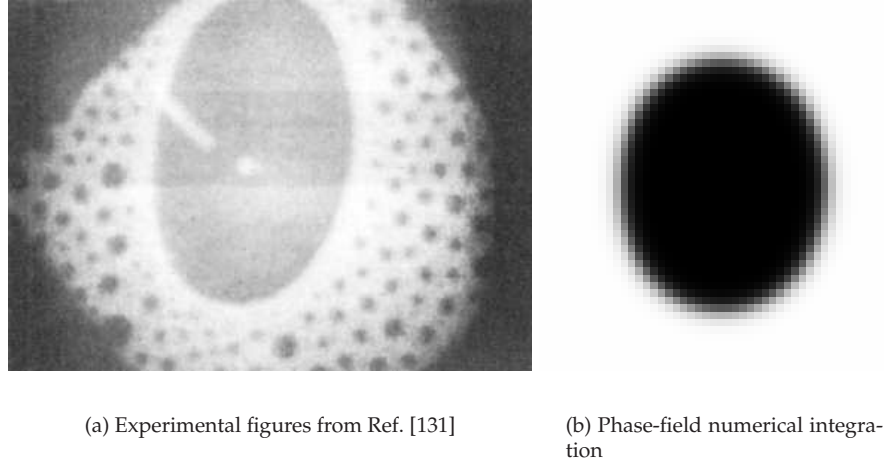 (a) Experimental figures from Ref. [131]
(b) Phase-field numerical integra-
tion